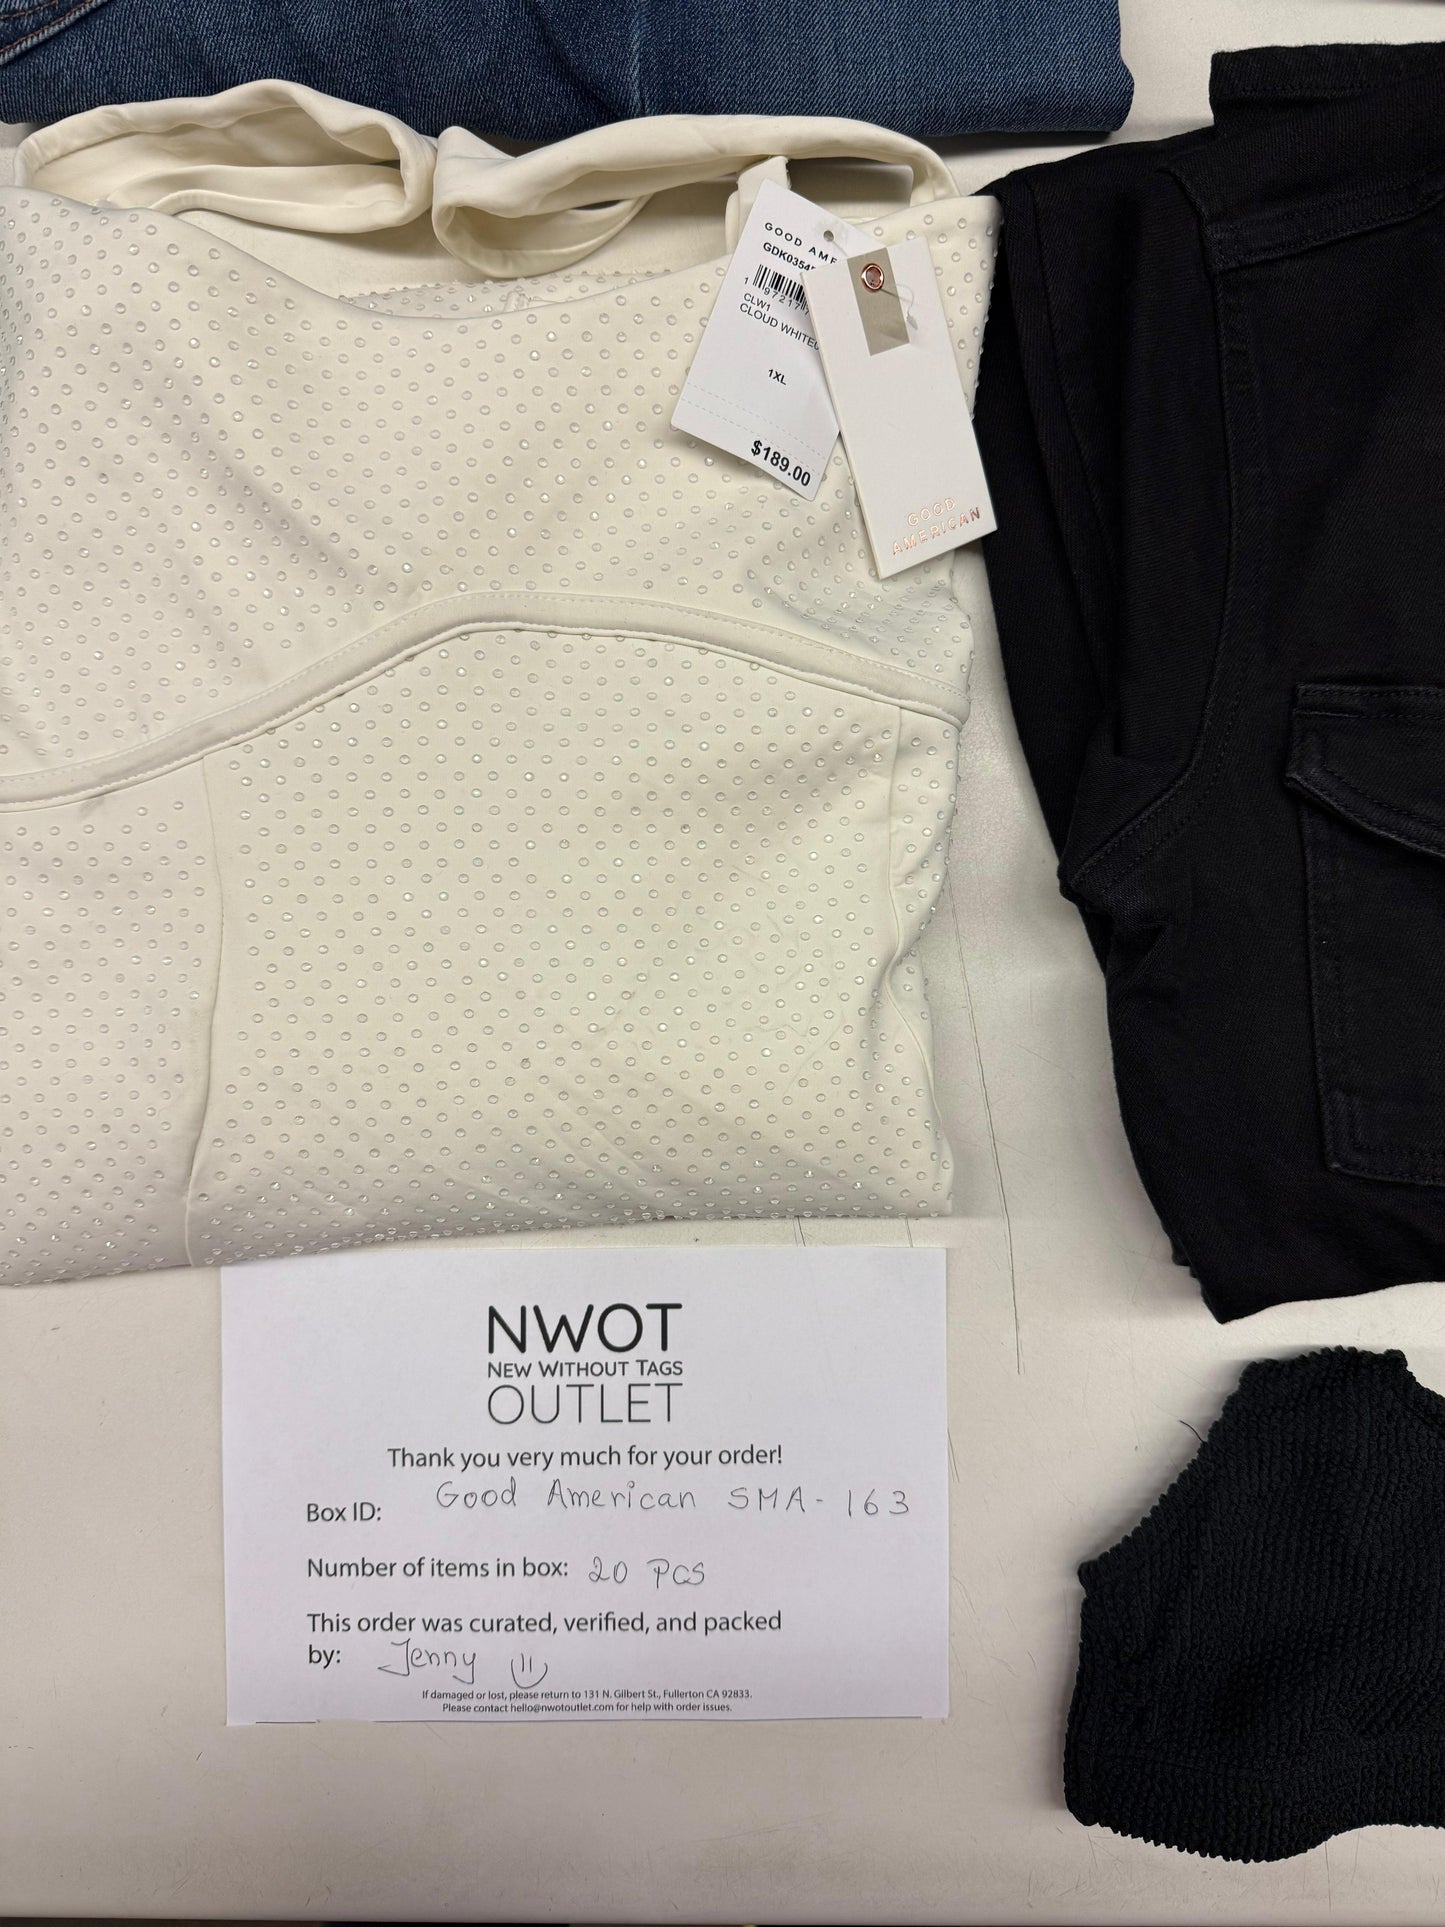 GOOD AME
GDK0354
CLW1
CLOUD WHITE
1XL
$189.00
GOOD
AMERICAN
NWOT
NEW WITHOUT TAGS
OUTLET
Thank you very much for your order!
Box ID: Good American SMA-163
Number of items in box: 20 PCS
This order was curated, verified, and packed
by: Jenny
If damaged or lost, please return to 131 N. Gilbert St., Fullerton CA 92833.
Please contact hello@nwotoutlet.com for help with order issues.